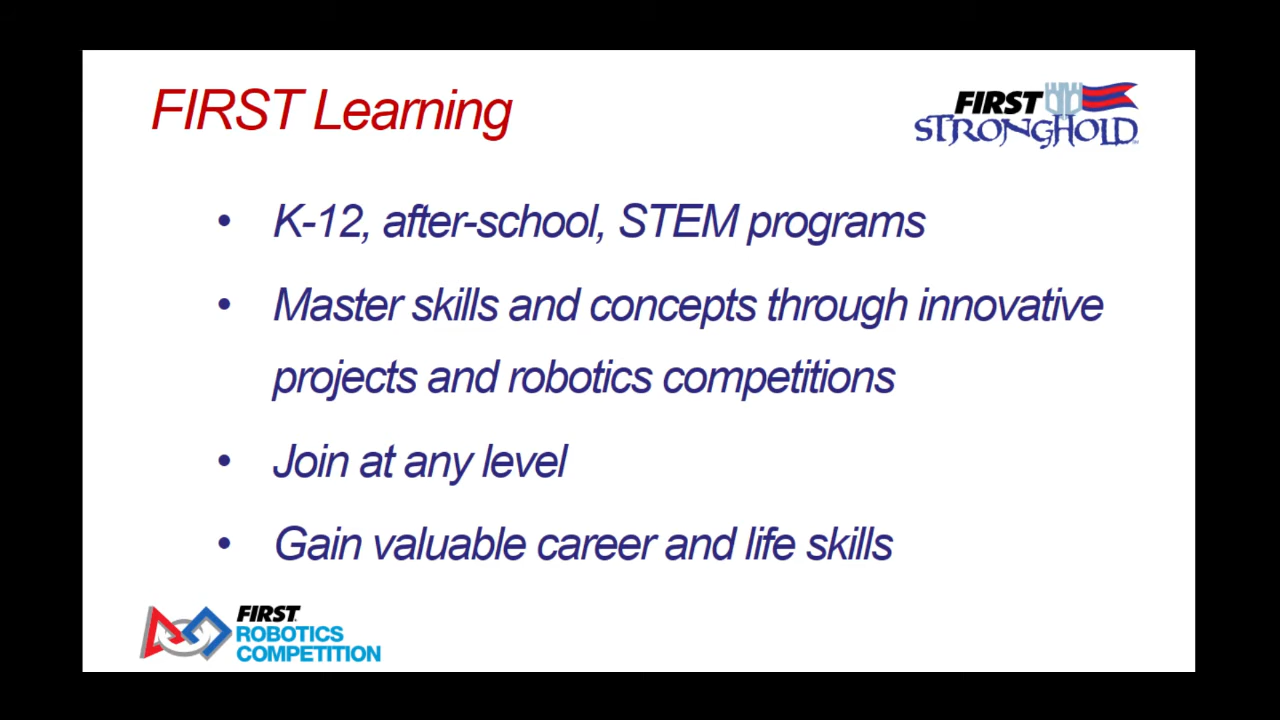 FIRST Learning
FIRST
STRONGHOLD
• K-12, after-school, STEM programs
• Master skills and concepts through innovative
projects and robotics competitions
• Join at any level
• Gain valuable career and life skills
FIRST
ROBOTICS
COMPETITION